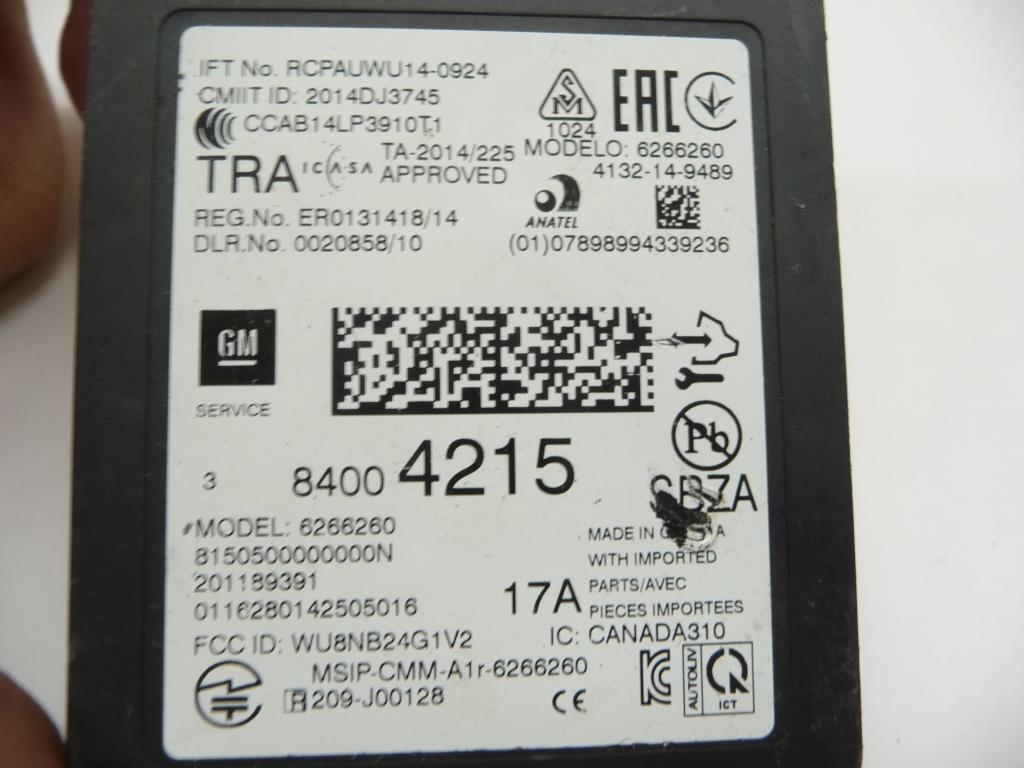 IFT No. RCPAUWU14-0924
CMIIT ID: 2014DJ3745
CCAB14LP3910T1
1024
EAC
TRA
ICASA
TA-2014/225
APPROVED
MODELO: 6266260
4132-14-9489
ANATEL
REG.No. ER0131418/14
DLR.No. 0020858/10
(01)07898994339236
GM
SERVICE
Pb
3 8400 4215
MODEL: 6266260
8150500000000N
201189391
0116280142505016
MADE IN
WITH IMPORTED
17A
PARTS/AVEC
PIECES IMPORTEES
FCC ID: WU8NB24G1V2
IC: CANADA310
MSIP-CMM-A1r-6266260
R 209-J00128
CE
AUTOLIV
ICT